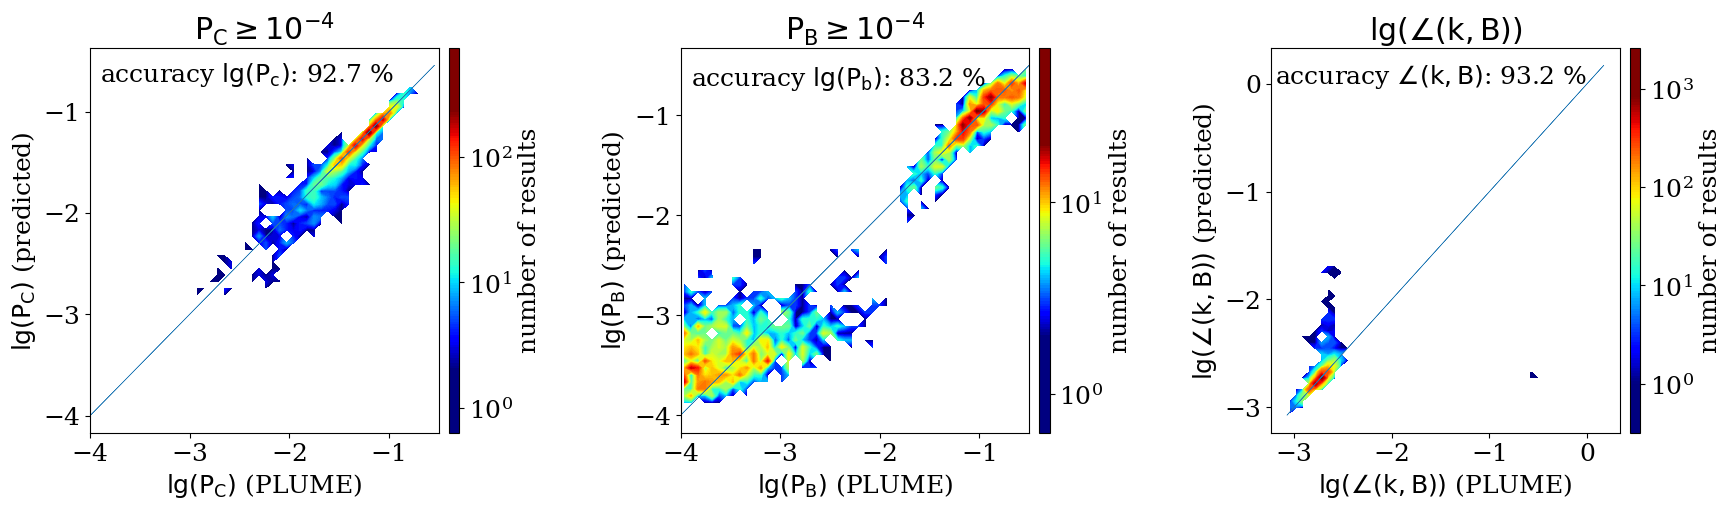 P_C ≥ 10^−4
accuracy lg(P_c): 92.7 %
lg(P_C) (predicted)
−1
−2
−3
−4
−4 −3 −2 −1
lg(P_C) (PLUME)
10^2
10^1
10^0
number of results
P_B ≥ 10^−4
accuracy lg(P_b): 83.2 %
lg(P_B) (predicted)
−1
−2
−3
−4
−4 −3 −2 −1
lg(P_B) (PLUME)
10^1
10^0
number of results
lg(∠(k, B))
accuracy ∠(k, B): 93.2 %
lg(∠(k, B)) (predicted)
0
−1
−2
−3
−3 −2 −1 0
lg(∠(k, B)) (PLUME)
10^3
10^2
10^1
10^0
number of results